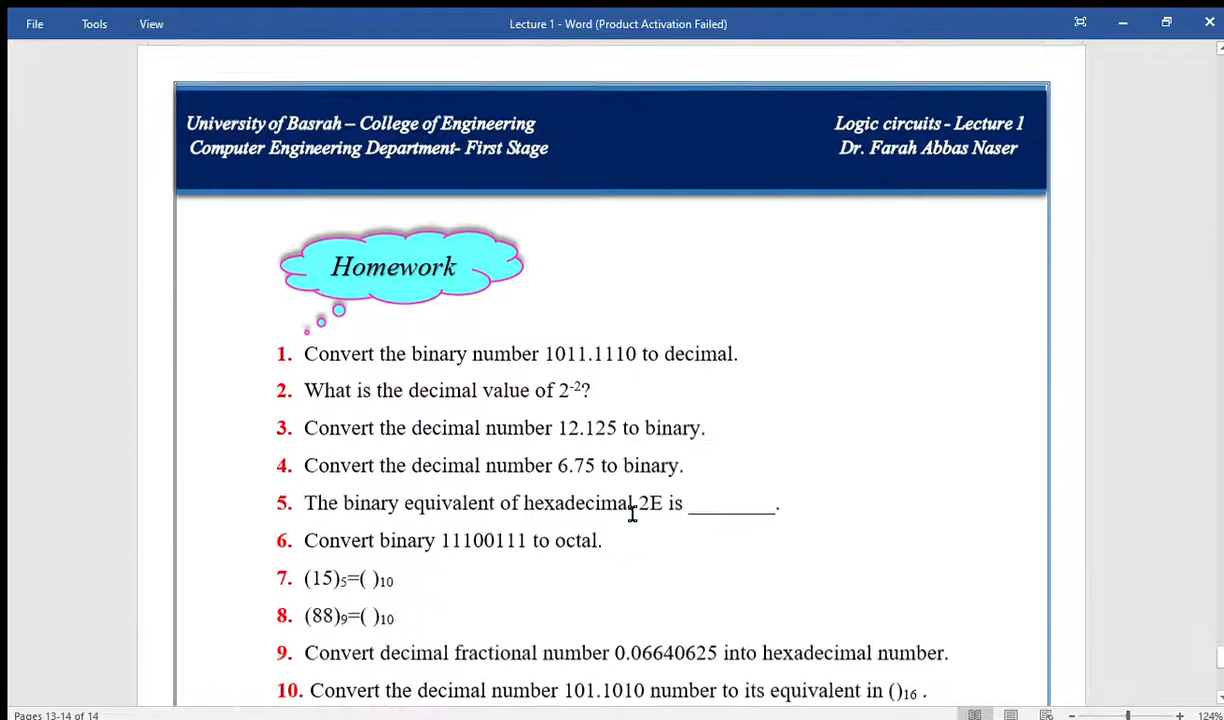 File Tools View Lecture 1 - Word (Product Activation Failed)
University of Basrah – College of Engineering Logic circuits - Lecture 1
Computer Engineering Department- First Stage Dr. Farah Abbas Naser
Homework
1. Convert the binary number 1011.1110 to decimal.
2. What is the decimal value of 2⁻²?
3. Convert the decimal number 12.125 to binary.
4. Convert the decimal number 6.75 to binary.
5. The binary equivalent of hexadecimal 2E is _________.
6. Convert binary 11100111 to octal.
7. (15)₅=( )₁₀
8. (88)₉=( )₁₀
9. Convert decimal fractional number 0.06640625 into hexadecimal number.
10. Convert the decimal number 101.1010 number to its equivalent in ()₁₆ .
Pages 13-14 of 14 124%